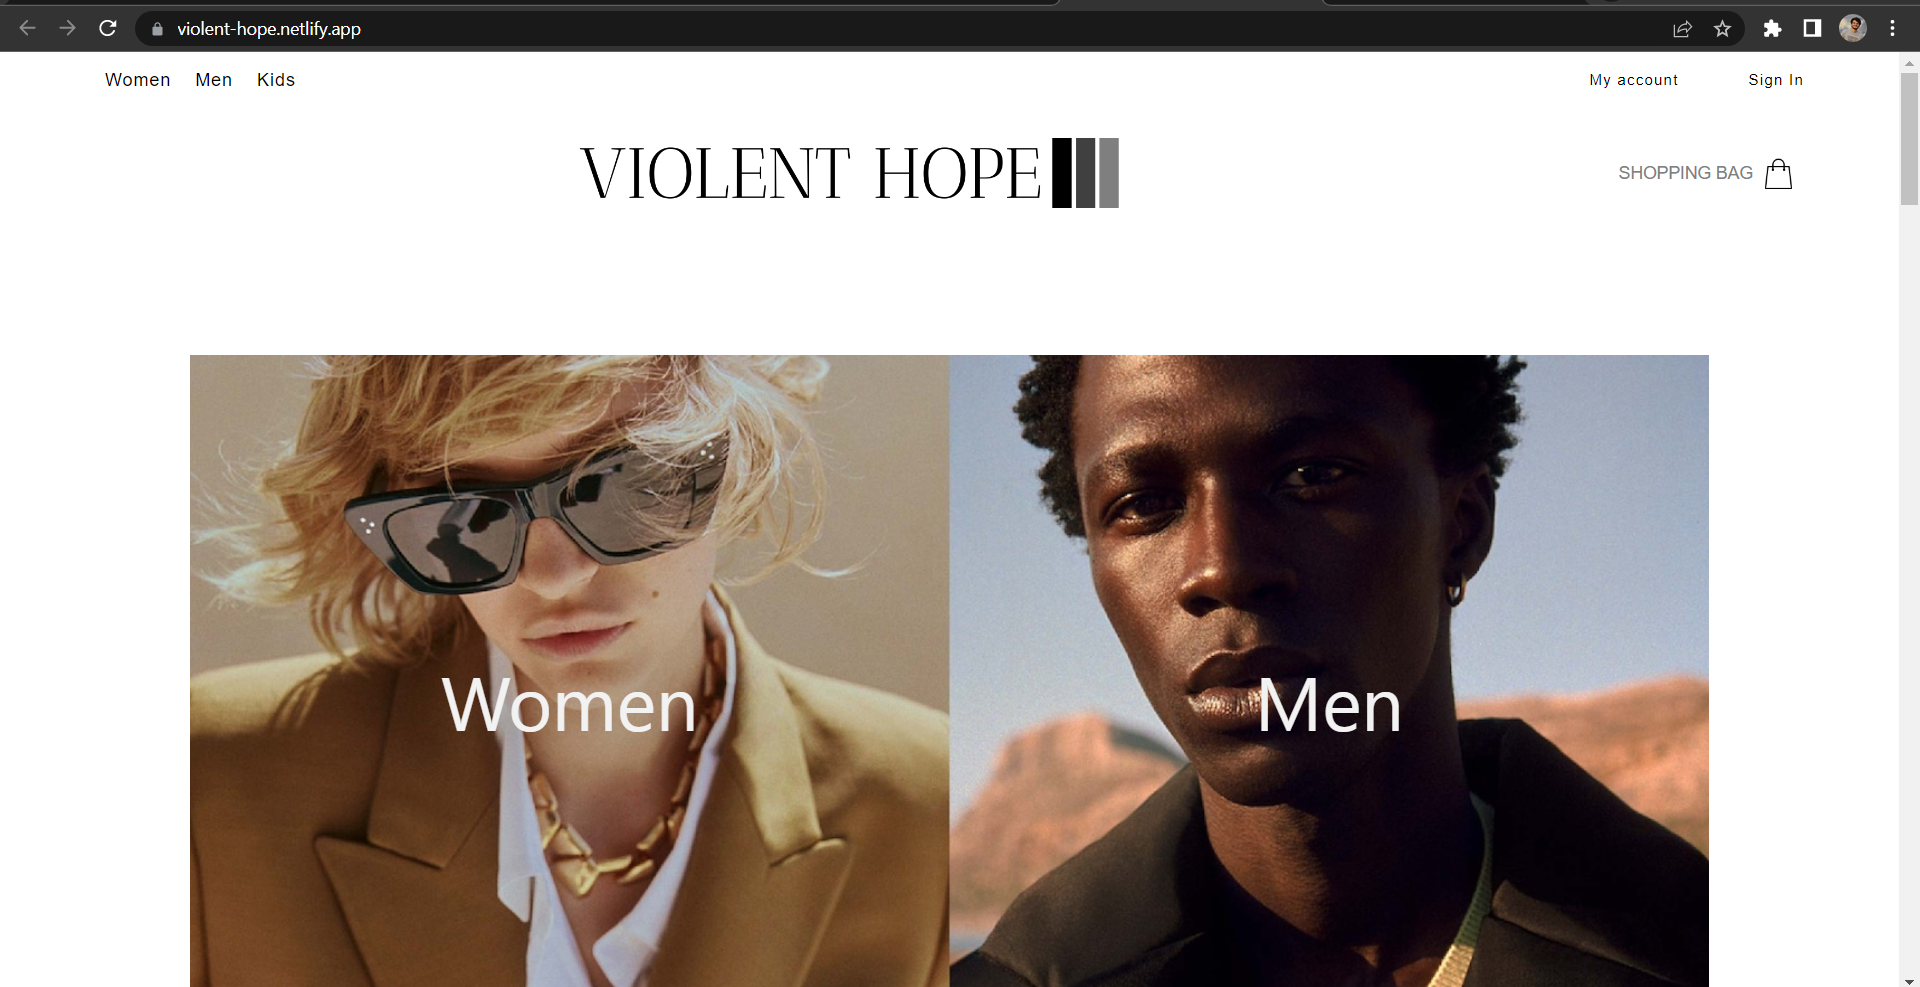 violent-hope.netlify.app
Women Men Kids
My account Sign In
VIOLENT HOPE
SHOPPING BAG
Women
Men